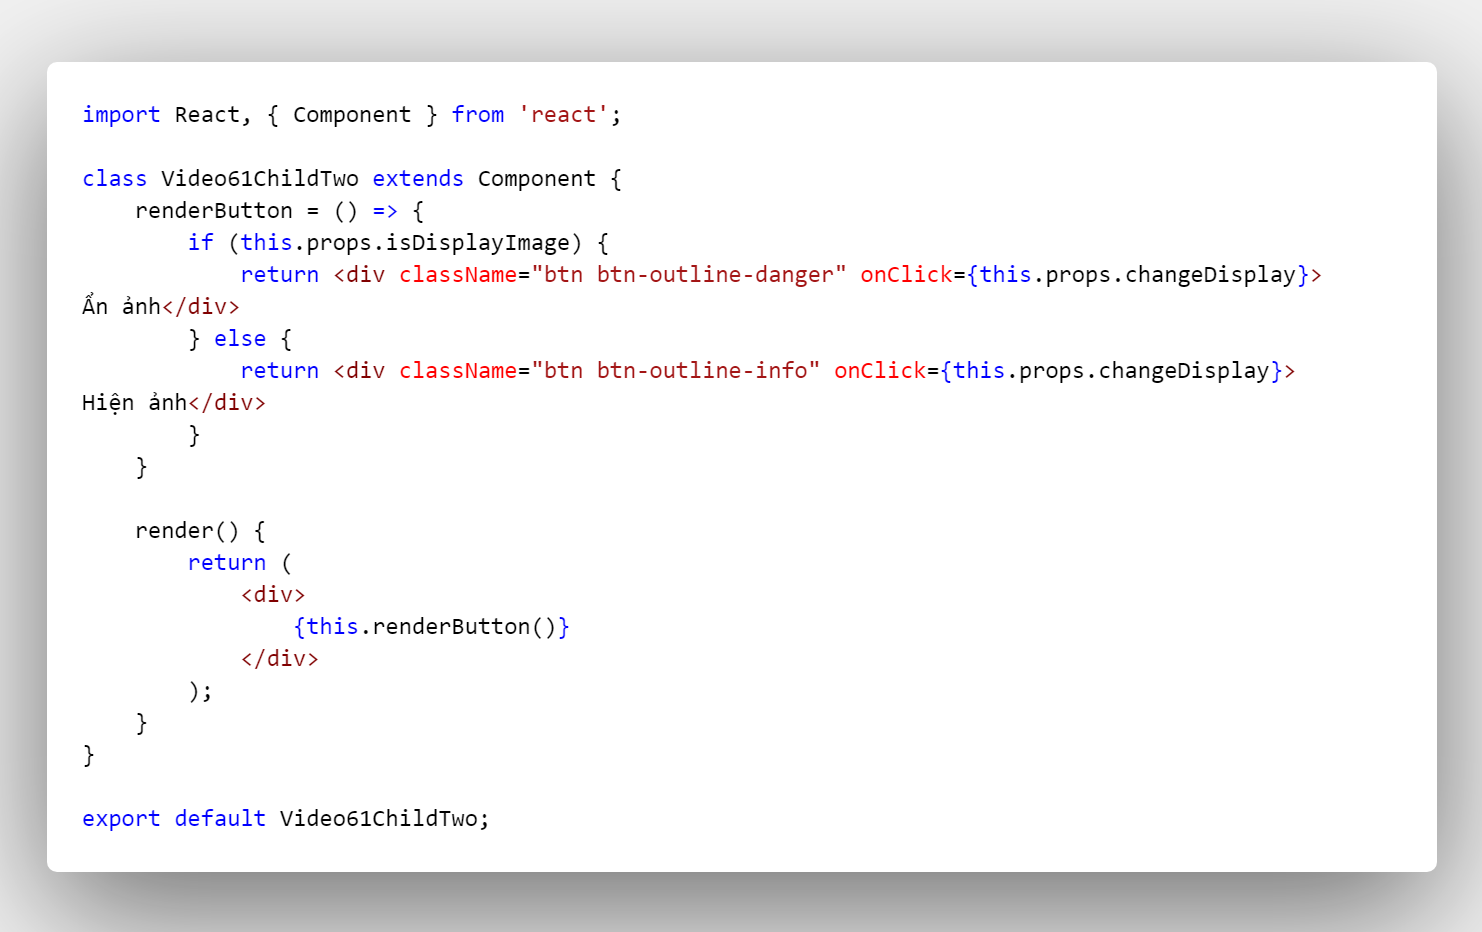 import React, { Component } from 'react';

class Video61ChildTwo extends Component {
    renderButton = () => {
        if (this.props.isDisplayImage) {
            return <div className="btn btn-outline-danger" onClick={this.props.changeDisplay}>
Ẩn ảnh</div>
        } else {
            return <div className="btn btn-outline-info" onClick={this.props.changeDisplay}>
Hiện ảnh</div>
        }
    }

    render() {
        return (
            <div>
                {this.renderButton()}
            </div>
        );
    }
}

export default Video61ChildTwo;